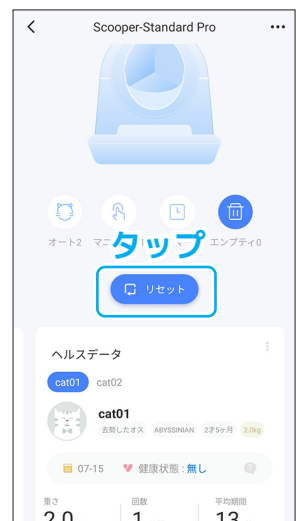 Scooper-Standard Pro
オート2
エンプティ0
タップ
リセット
ヘルスデータ
cat01 cat02
cat01
去勢したオス ABYSSINIAN 2才5ヶ月 2.0kg
07-15 健康状態 : 無し
重さ 回数 平均期間
2.0 1 13